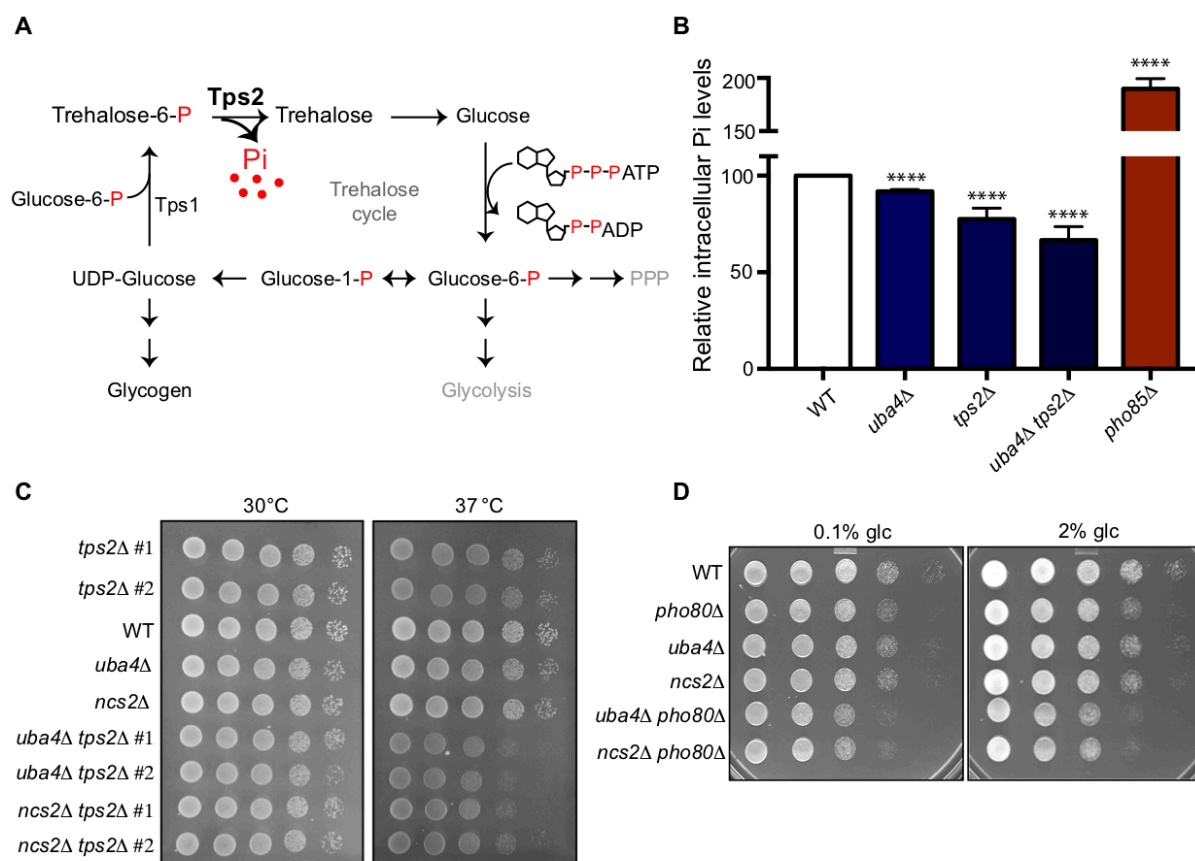 A
Trehalose-6-P
Tps2
Trehalose
Glucose
Pi
Glucose-6-P
Tps1
Trehalose
cycle
P-P-PATP
P-PADP
UDP-Glucose
Glucose-1-P
Glucose-6-P
PPP
Glycogen
Glycolysis
B
Relative intracellular Pi levels
200
150
100
50
0
****
****
****
****
WT
uba4Δ
tps2Δ
uba4Δ tps2Δ
pho85Δ
C
30°C
37 °C
tps2Δ #1
tps2Δ #2
WT
uba4Δ
ncs2Δ
uba4Δ tps2Δ #1
uba4Δ tps2Δ #2
ncs2Δ tps2Δ #1
ncs2Δ tps2Δ #2
D
0.1% glc
2% glc
WT
pho80Δ
uba4Δ
ncs2Δ
uba4Δ pho80Δ
ncs2Δ pho80Δ